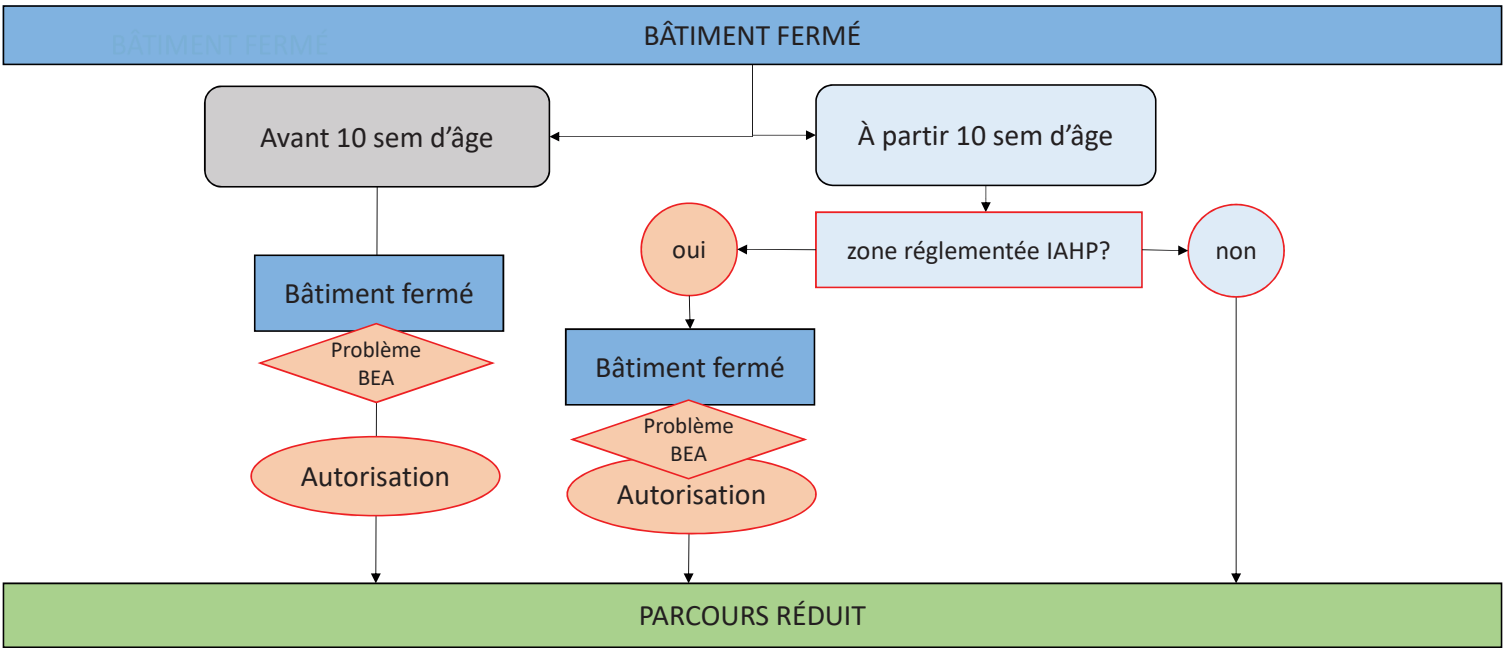 BÂTIMENT FERMÉ
BÂTIMENT FERMÉ
Avant 10 sem d’âge
À partir 10 sem d’âge
oui
zone réglementée IAHP?
non
Bâtiment fermé
Problème
BEA
Autorisation
Bâtiment fermé
Problème
BEA
Autorisation
PARCOURS RÉDUIT